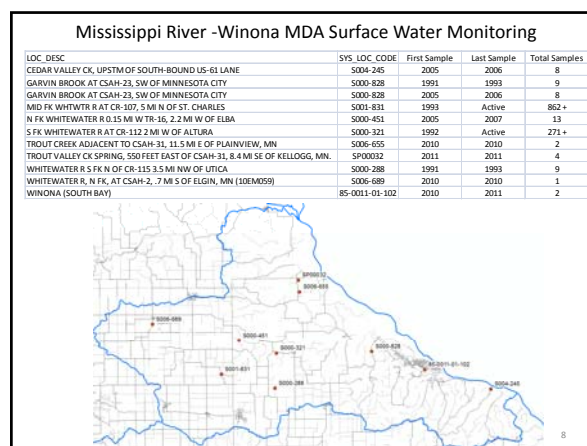 Mississippi River -Winona MDA Surface Water Monitoring
LOC_DESC SYS_LOC_CODE First Sample Last Sample Total Samples
CEDAR VALLEY CK, UPSTM OF SOUTH-BOUND US-61 LANE S004-245 2005 2006 8
GARVIN BROOK AT CSAH-23, SW OF MINNESOTA CITY S000-828 1991 1993 9
GARVIN BROOK AT CSAH-23, SW OF MINNESOTA CITY S000-828 2005 2006 8
MID FK WHTWTR R AT CR-107, 5 MI N OF ST. CHARLES S001-831 1993 Active 862 +
N FK WHITEWATER R 0.15 MI W TR-16, 2.2 MI W OF ELBA S000-451 2005 2007 13
S FK WHITEWATER R AT CR-112 2 MI W OF ALTURA S000-321 1992 Active 271 +
TROUT CREEK ADJACENT TO CSAH-31, 11.5 MI E OF PLAINVIEW, MN S006-655 2010 2010 2
TROUT VALLEY CK SPRING, 550 FEET EAST OF CSAH-31, 8.4 MI SE OF KELLOGG, MN. SP00032 2011 2011 4
WHITEWATER R S FK N OF CR-115 3.5 MI NW OF UTICA S000-288 1991 1993 9
WHITEWATER R, N FK, AT CSAH-2, .7 MI S OF ELGIN, MN (10EM059) S006-689 2010 2010 1
WINONA (SOUTH BAY) 85-0011-01-102 2010 2011 2
SP00032
S006-655
S006-689
S000-451
S000-321
S000-828
S001-831
85-0011-01-102
S000-288
S004-245
8